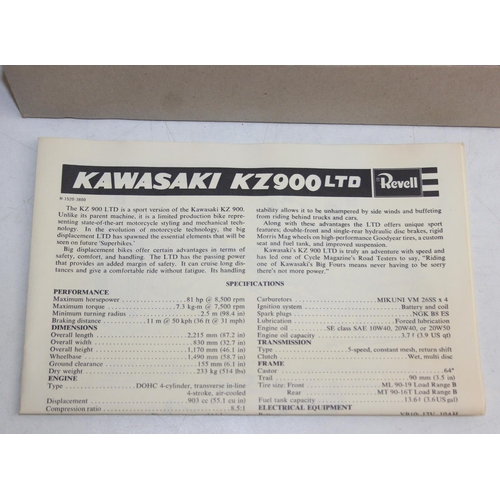 KAWASAKI KZ900 LTD
Revell
The KZ 900 LTD is a sport version of the Kawasaki KZ 900.
Unlike its parent machine, it is a limited production bike repre-
senting state-of-the-art motorcycle styling and mechanical tech-
nology. In the evolution of motorcycle technology, the big
displacement LTD has spawned the essential elements that will be
seen on future 'Superbikes.'
Big displacement bikes offer certain advantages in terms of
safety, comfort, and handling. The LTD has the passing power
that provides an added edge of safety. It can cruise long dis-
tances and give a comfortable ride without fatigue. Its handling
stability allows it to be unhampered by side winds and buffeting
from riding behind trucks and cars.
Along with these advantages the LTD offers unique sport
features; double-front and single-rear hydraulic disc brakes, rigid
Morris Mag wheels on high-performance Goodyear tires, a custom
seat and fuel tank, and improved suspension.
Kawasaki's KZ 900 LTD is truly an adventure with speed and
has led one of Cycle Magazine's Road Testers to say, "Riding
one of Kawasaki's Big Fours means never having to be sorry
there's not more power."
SPECIFICATIONS
PERFORMANCE
Maximum horsepower 81 hp @ 8,500 rpm
Maximum torque 7.3 kg-m @ 7,500 rpm
Minimum turning radius 2.5 m (98.4 in)
Braking distance 11 m @ 50 kph (36 ft @ 31 mph)
DIMENSIONS
Overall length 2,215 mm (87.2 in)
Overall width 830 mm (32.7 in)
Overall height 1,170 mm (46.1 in)
Wheelbase 1,490 mm (58.7 in)
Ground clearance 155 mm (6.1 in)
Dry weight 233 kg (514 lbs)
ENGINE
Type DOHC 4-cylinder, transverse in-line
4-stroke, air-cooled
Displacement 903 cc (55.1 cu in)
Compression ratio 8.5:1
Carburetors MIKUNI VM 26SS x 4
Ignition system Battery and coil
Spark plugs NGK B8 ES
Lubrication Forced lubrication
Engine oil SE class SAE 10W40, 20W40, or 20W50
Engine oil capacity 3.7 l (3.9 US qt)
TRANSMISSION
Type 5-speed, constant mesh, return shift
Clutch Wet, multi disc
FRAME
Castor 64°
Trail 90 mm (3.5 in)
Tire size: Front ML 90-19 Load Range B
Rear MT 90-16T Load Range B
Fuel tank capacity 13.6 l (3.6 US gal)
ELECTRICAL EQUIPMENT